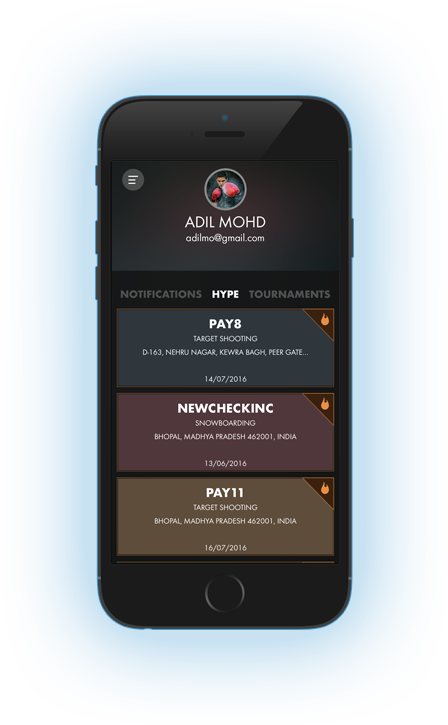 ADIL MOHD
adilmo@gmail.com
NOTIFICATIONS HYPE TOURNAMENTS
PAY8
TARGET SHOOTING
D-163, NEHRU NAGAR, KEWRA BAGH, PEER GATE...
14/07/2016
NEWCHECKINC
SNOWBOARDING
BHOPAL, MADHYA PRADESH 462001, INDIA
13/06/2016
PAY11
TARGET SHOOTING
BHOPAL, MADHYA PRADESH 462001, INDIA
16/07/2016